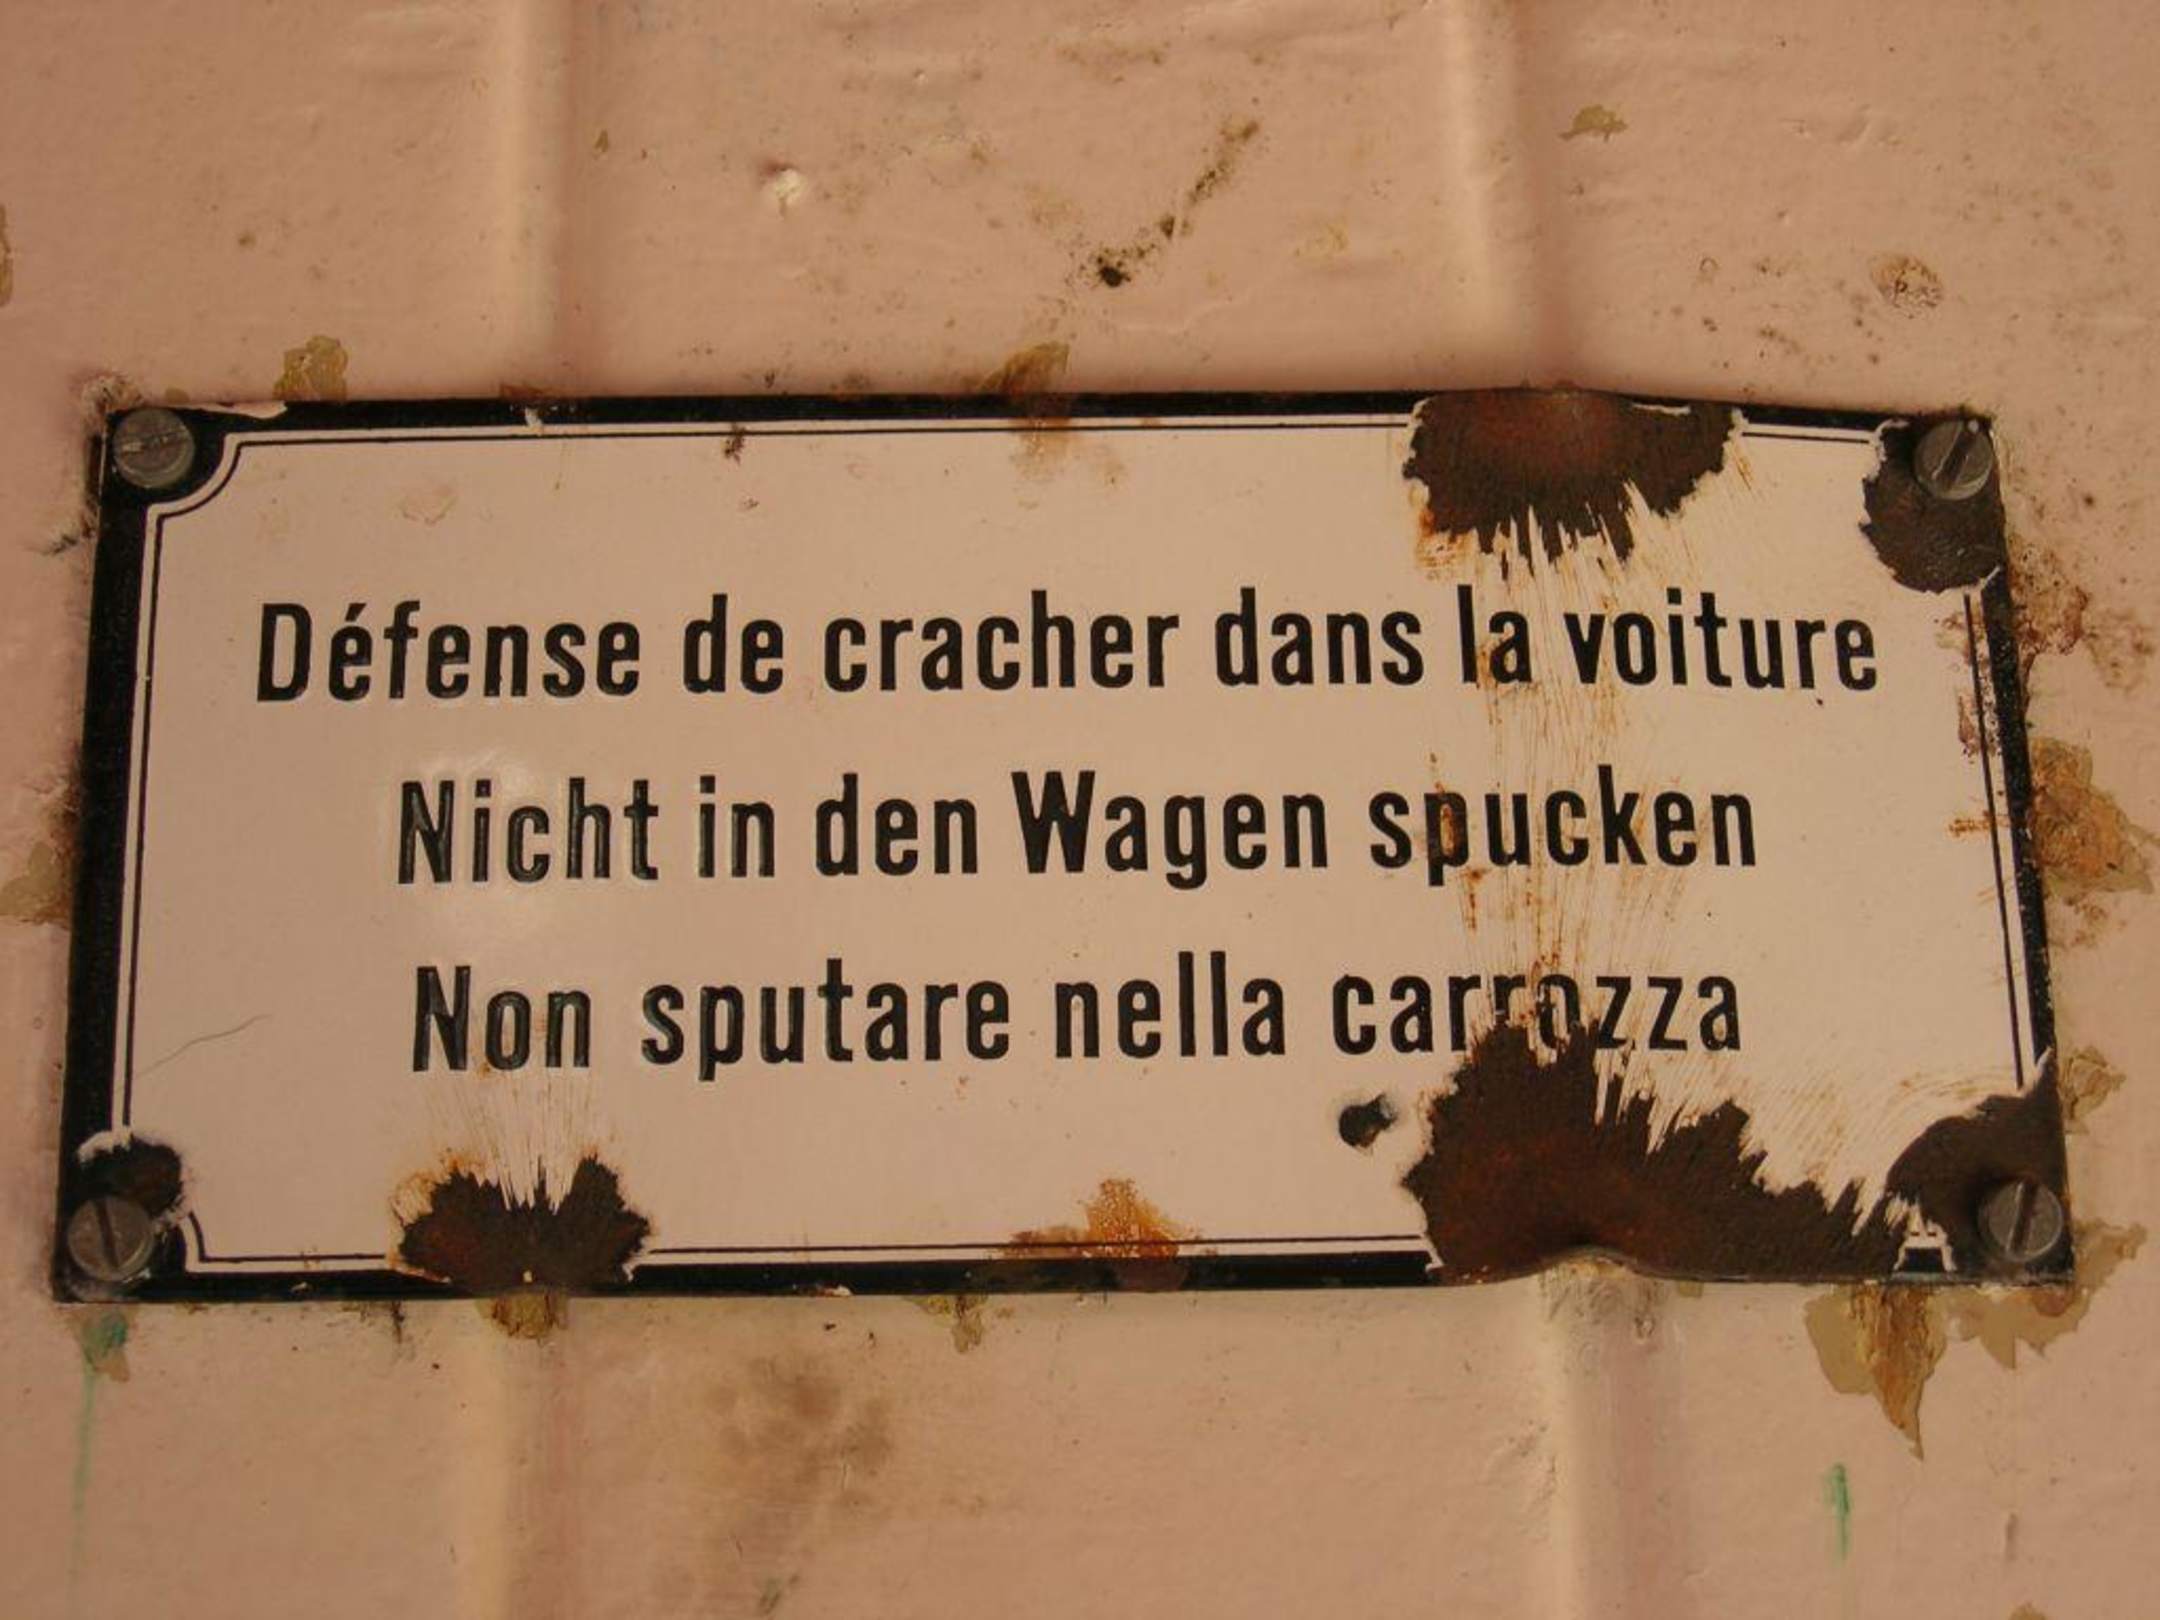 Défense de cracher dans la voiture
Nicht in den Wagen spucken
Non sputare nella carrozza